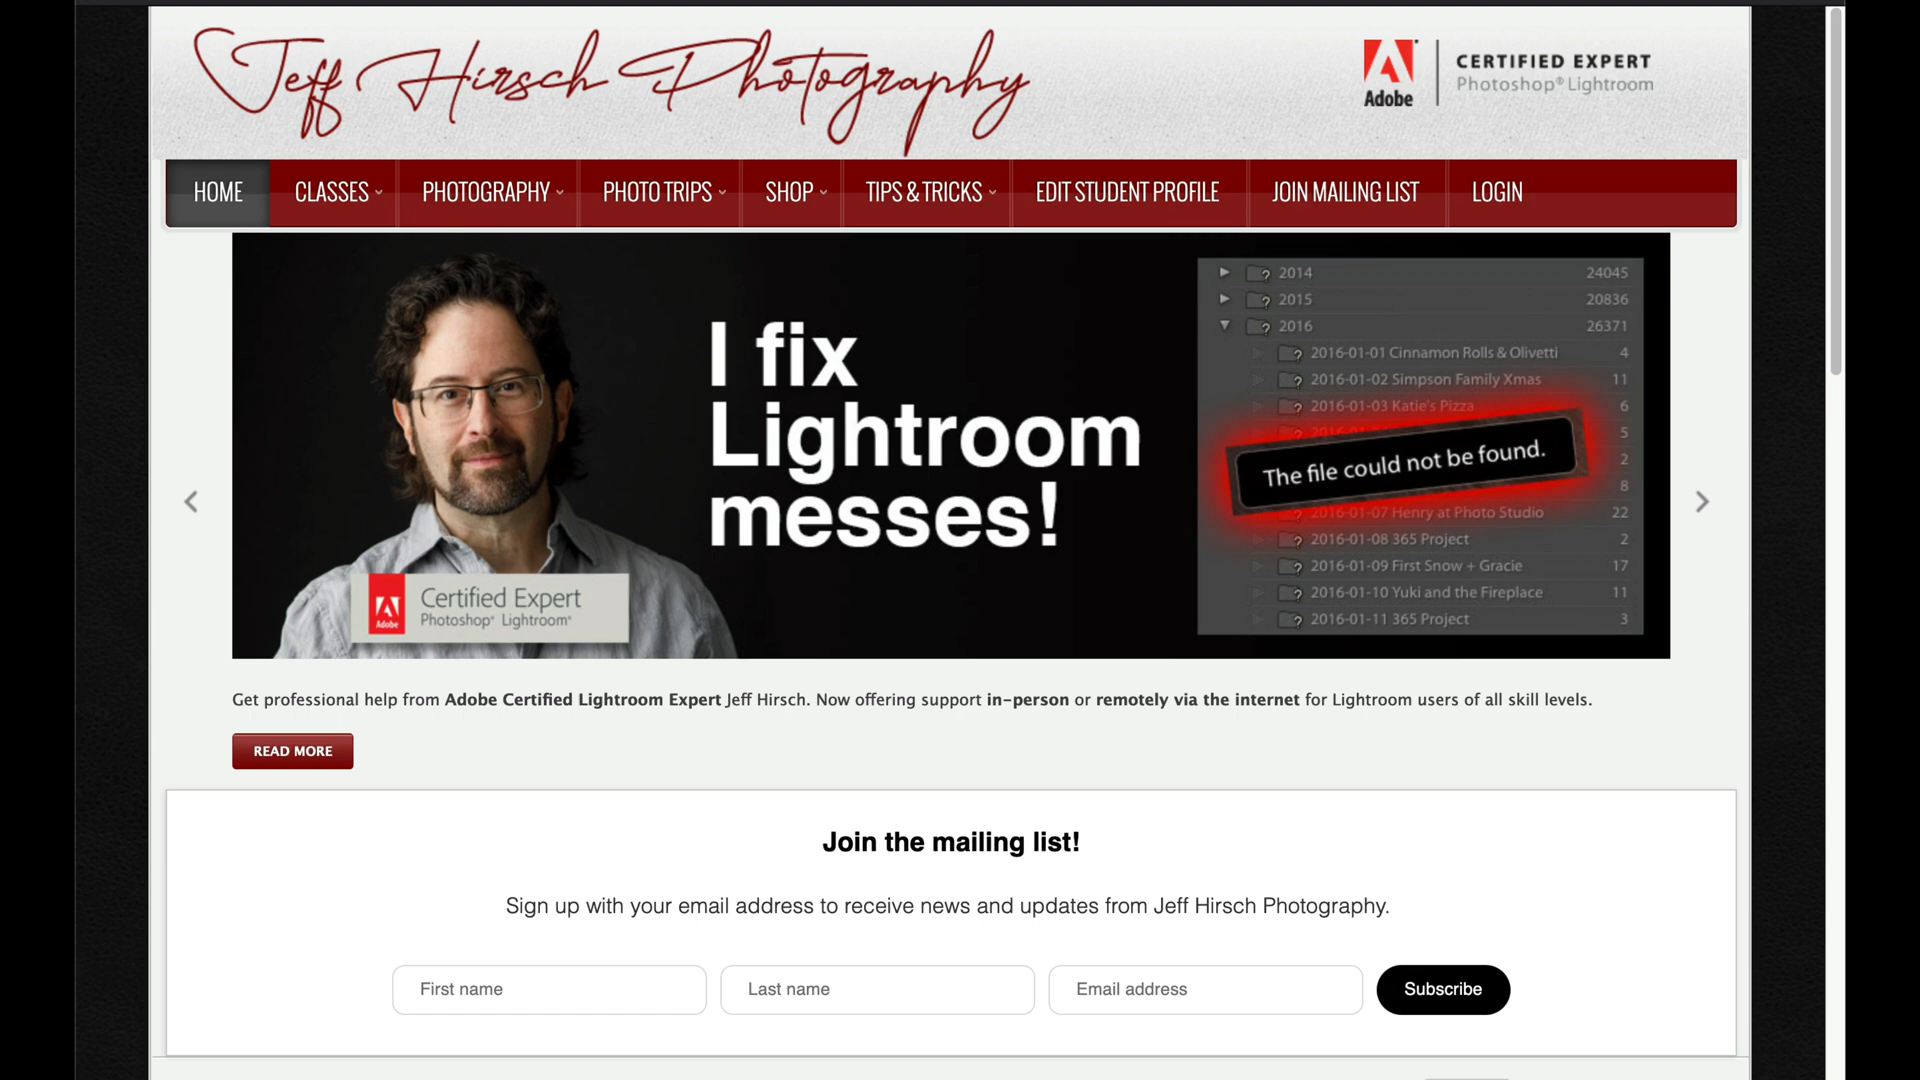 Jeff Hirsch Photography
Adobe
CERTIFIED EXPERT
Photoshop® Lightroom
HOME
CLASSES
PHOTOGRAPHY
PHOTO TRIPS
SHOP
TIPS & TRICKS
EDIT STUDENT PROFILE
JOIN MAILING LIST
LOGIN
I fix
Lightroom
messes!
Adobe
Certified Expert
Photoshop® Lightroom®
2014 24045
2015 20836
2016 26371
2016-01-01 Cinnamon Rolls & Olivetti 4
2016-01-02 Simpson Family Xmas 11
2016-01-03 Katie's Pizza 6
5
The file could not be found.
2
8
2016-01-07 Henry at Photo Studio 22
2016-01-08 365 Project 2
2016-01-09 First Snow + Gracie 17
2016-01-10 Yuki and the Fireplace 11
2016-01-11 365 Project 3
Get professional help from Adobe Certified Lightroom Expert Jeff Hirsch. Now offering support in-person or remotely via the internet for Lightroom users of all skill levels.
READ MORE
Join the mailing list!
Sign up with your email address to receive news and updates from Jeff Hirsch Photography.
First name
Last name
Email address
Subscribe